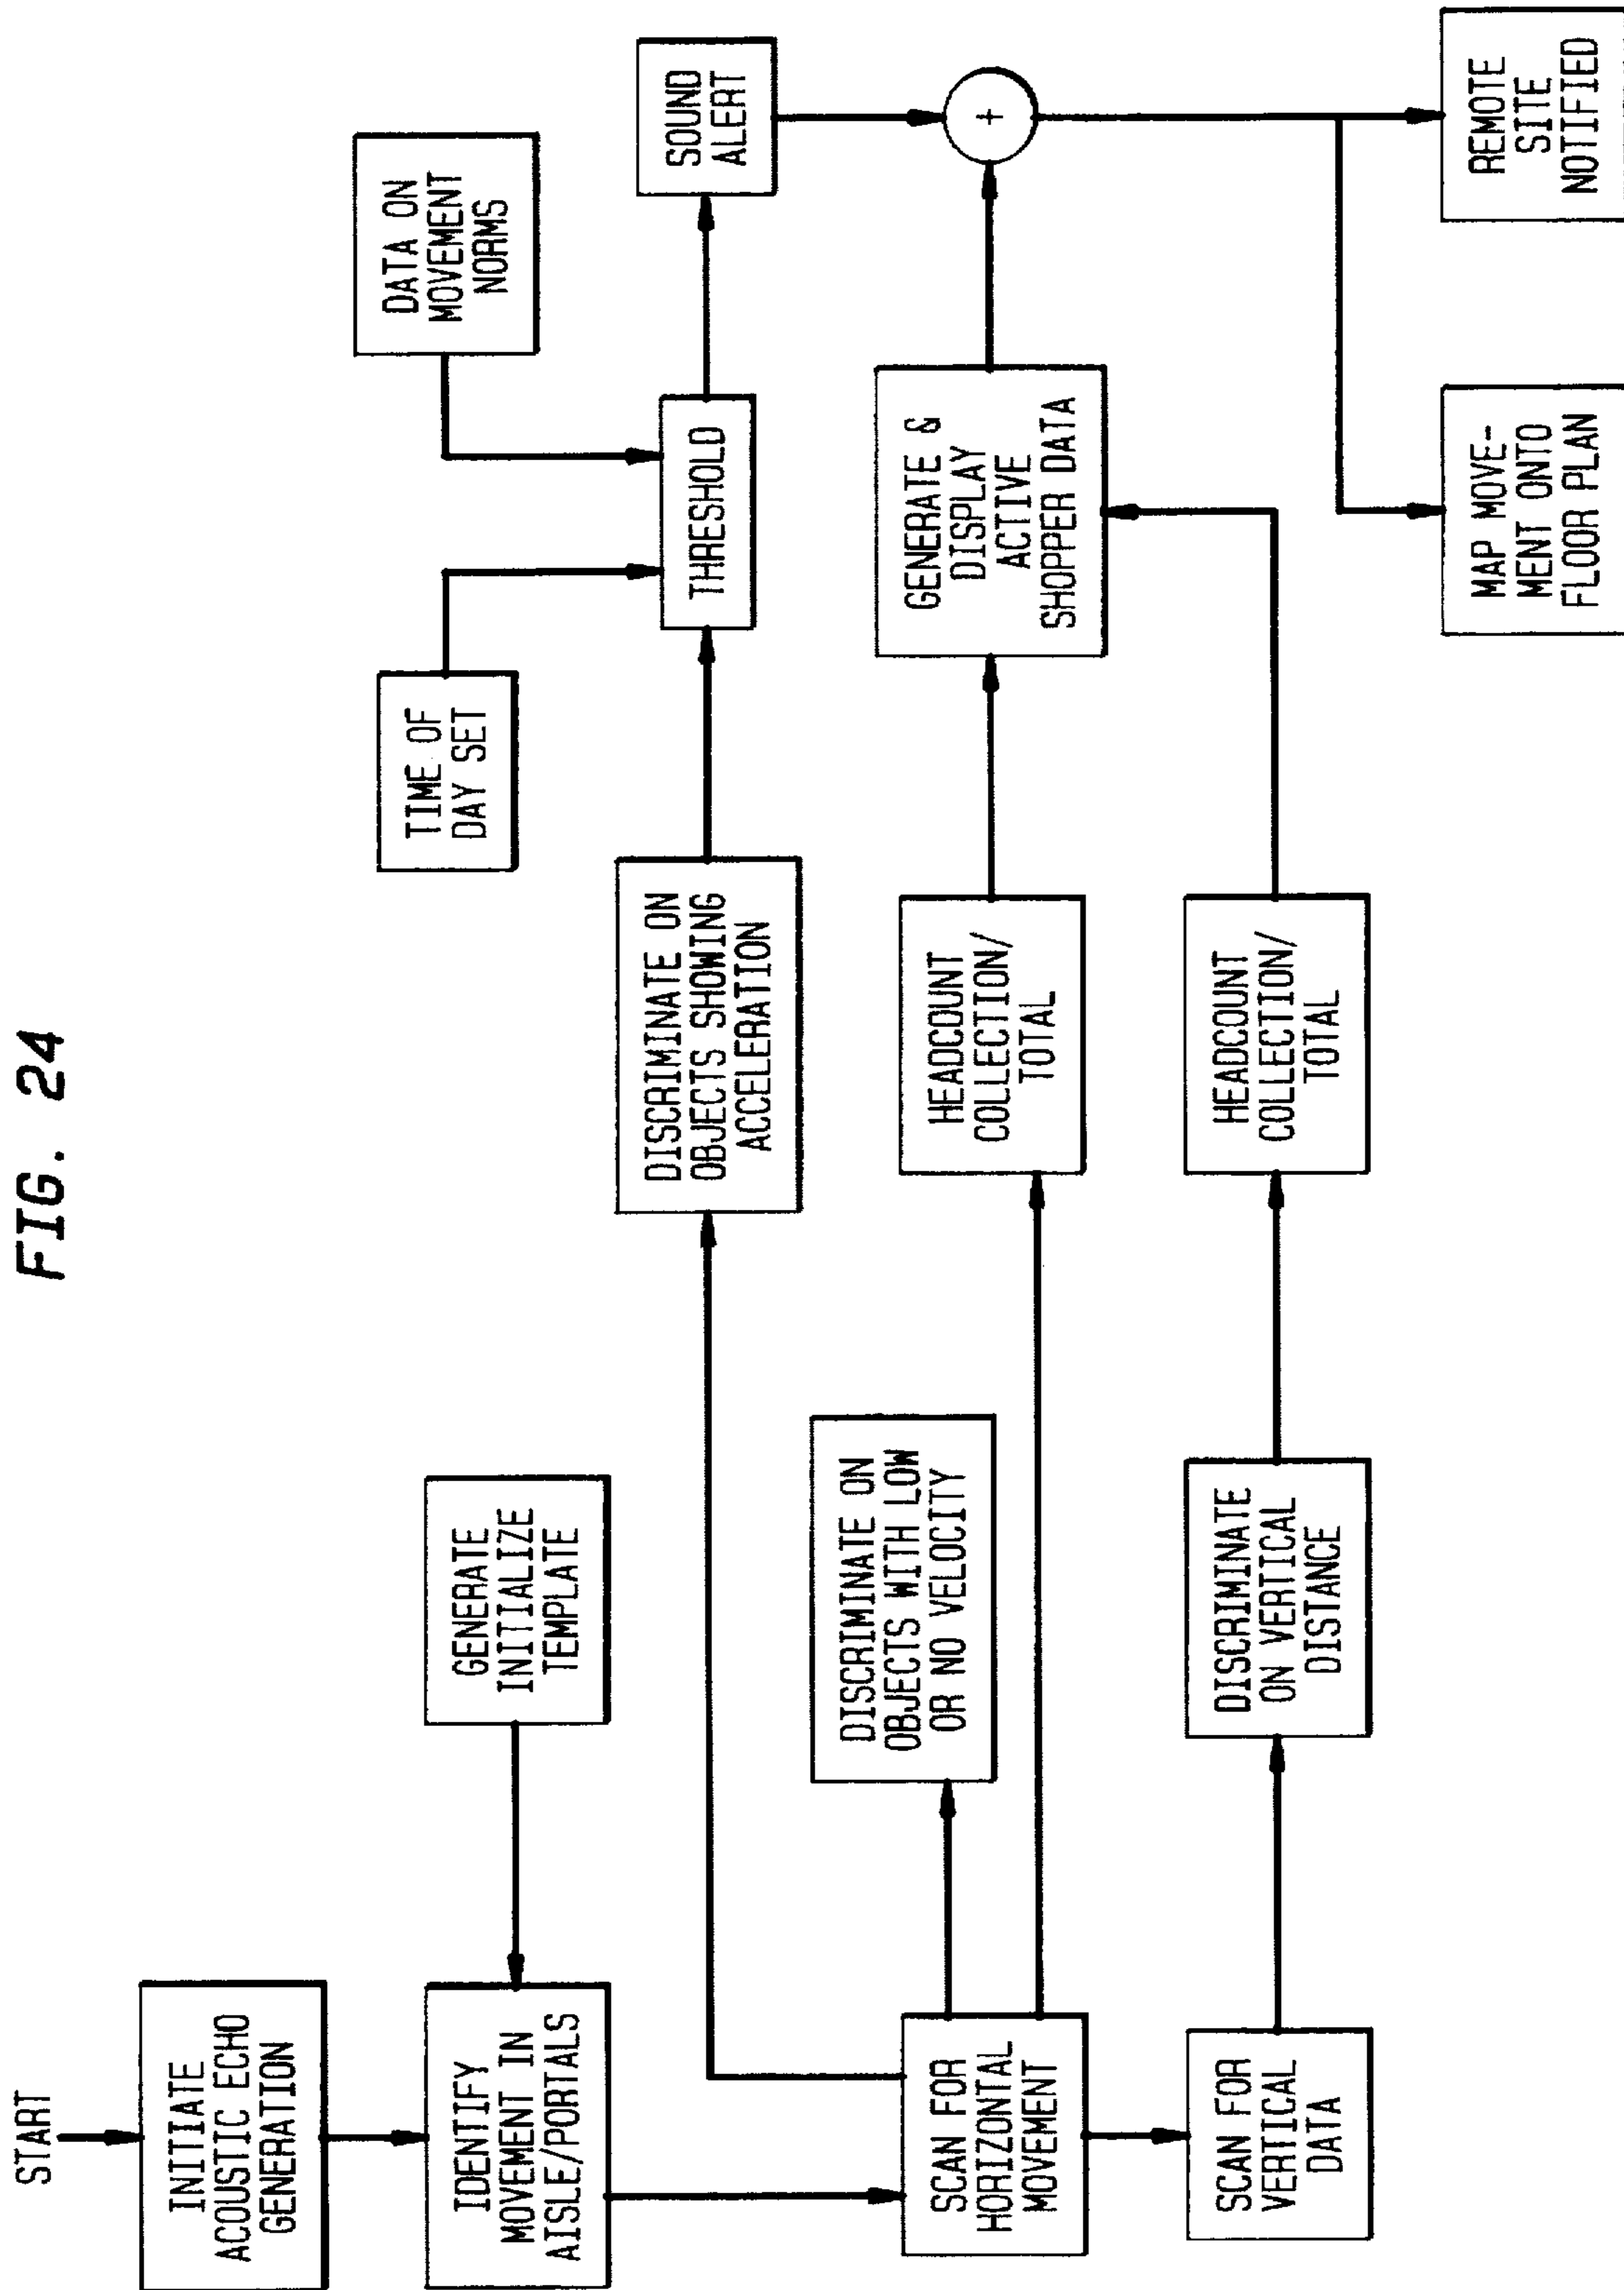 FIG. 24
START
INITIATE
ACOUSTIC ECHO
GENERATION
IDENTIFY
MOVEMENT IN
AISLE/PORTALS
GENERATE
INITIALIZE
TEMPLATE
TIME OF
DAY SET
DATA ON
MOVEMENT
NORMS
DISCRIMINATE ON
OBJECTS SHOWING
ACCELERATION
THRESHOLD
SOUND
ALERT
SCAN FOR
HORIZONTAL
MOVEMENT
DISCRIMINATE ON
OBJECTS WITH LOW
OR NO VELOCITY
HEADCOUNT
COLLECTION/
TOTAL
GENERATE &
DISPLAY
ACTIVE
SHOPPER DATA
+
SCAN FOR
VERTICAL
DATA
DISCRIMINATE
ON VERTICAL
DISTANCE
HEADCOUNT
COLLECTION/
TOTAL
MAP MOVE-
MENT ONTO
FLOOR PLAN
REMOTE
SITE
NOTIFIED